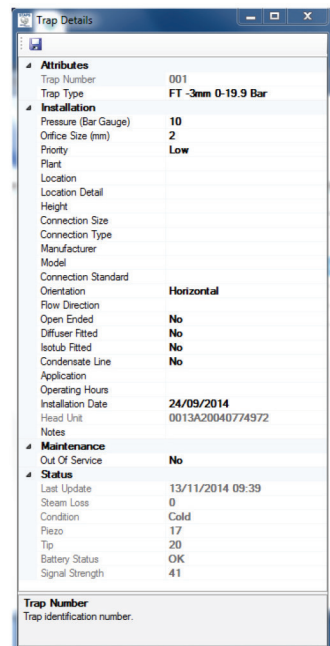 Trap Details
Attributes
Trap Number 001
Trap Type FT -3mm 0-19.9 Bar
Installation
Pressure (Bar Gauge) 10
Orifice Size (mm) 2
Priority Low
Plant
Location
Location Detail
Height
Connection Size
Connection Type
Manufacturer
Model
Connection Standard
Orientation Horizontal
Flow Direction
Open Ended No
Diffuser Fitted No
Isotub Fitted No
Condensate Line No
Application
Operating Hours
Installation Date 24/09/2014
Head Unit 0013A20040774972
Notes
Maintenance
Out Of Service No
Status
Last Update 13/11/2014 09:39
Steam Loss 0
Condition Cold
Piezo 17
Tip 20
Battery Status OK
Signal Strength 41
Trap Number
Trap identification number.